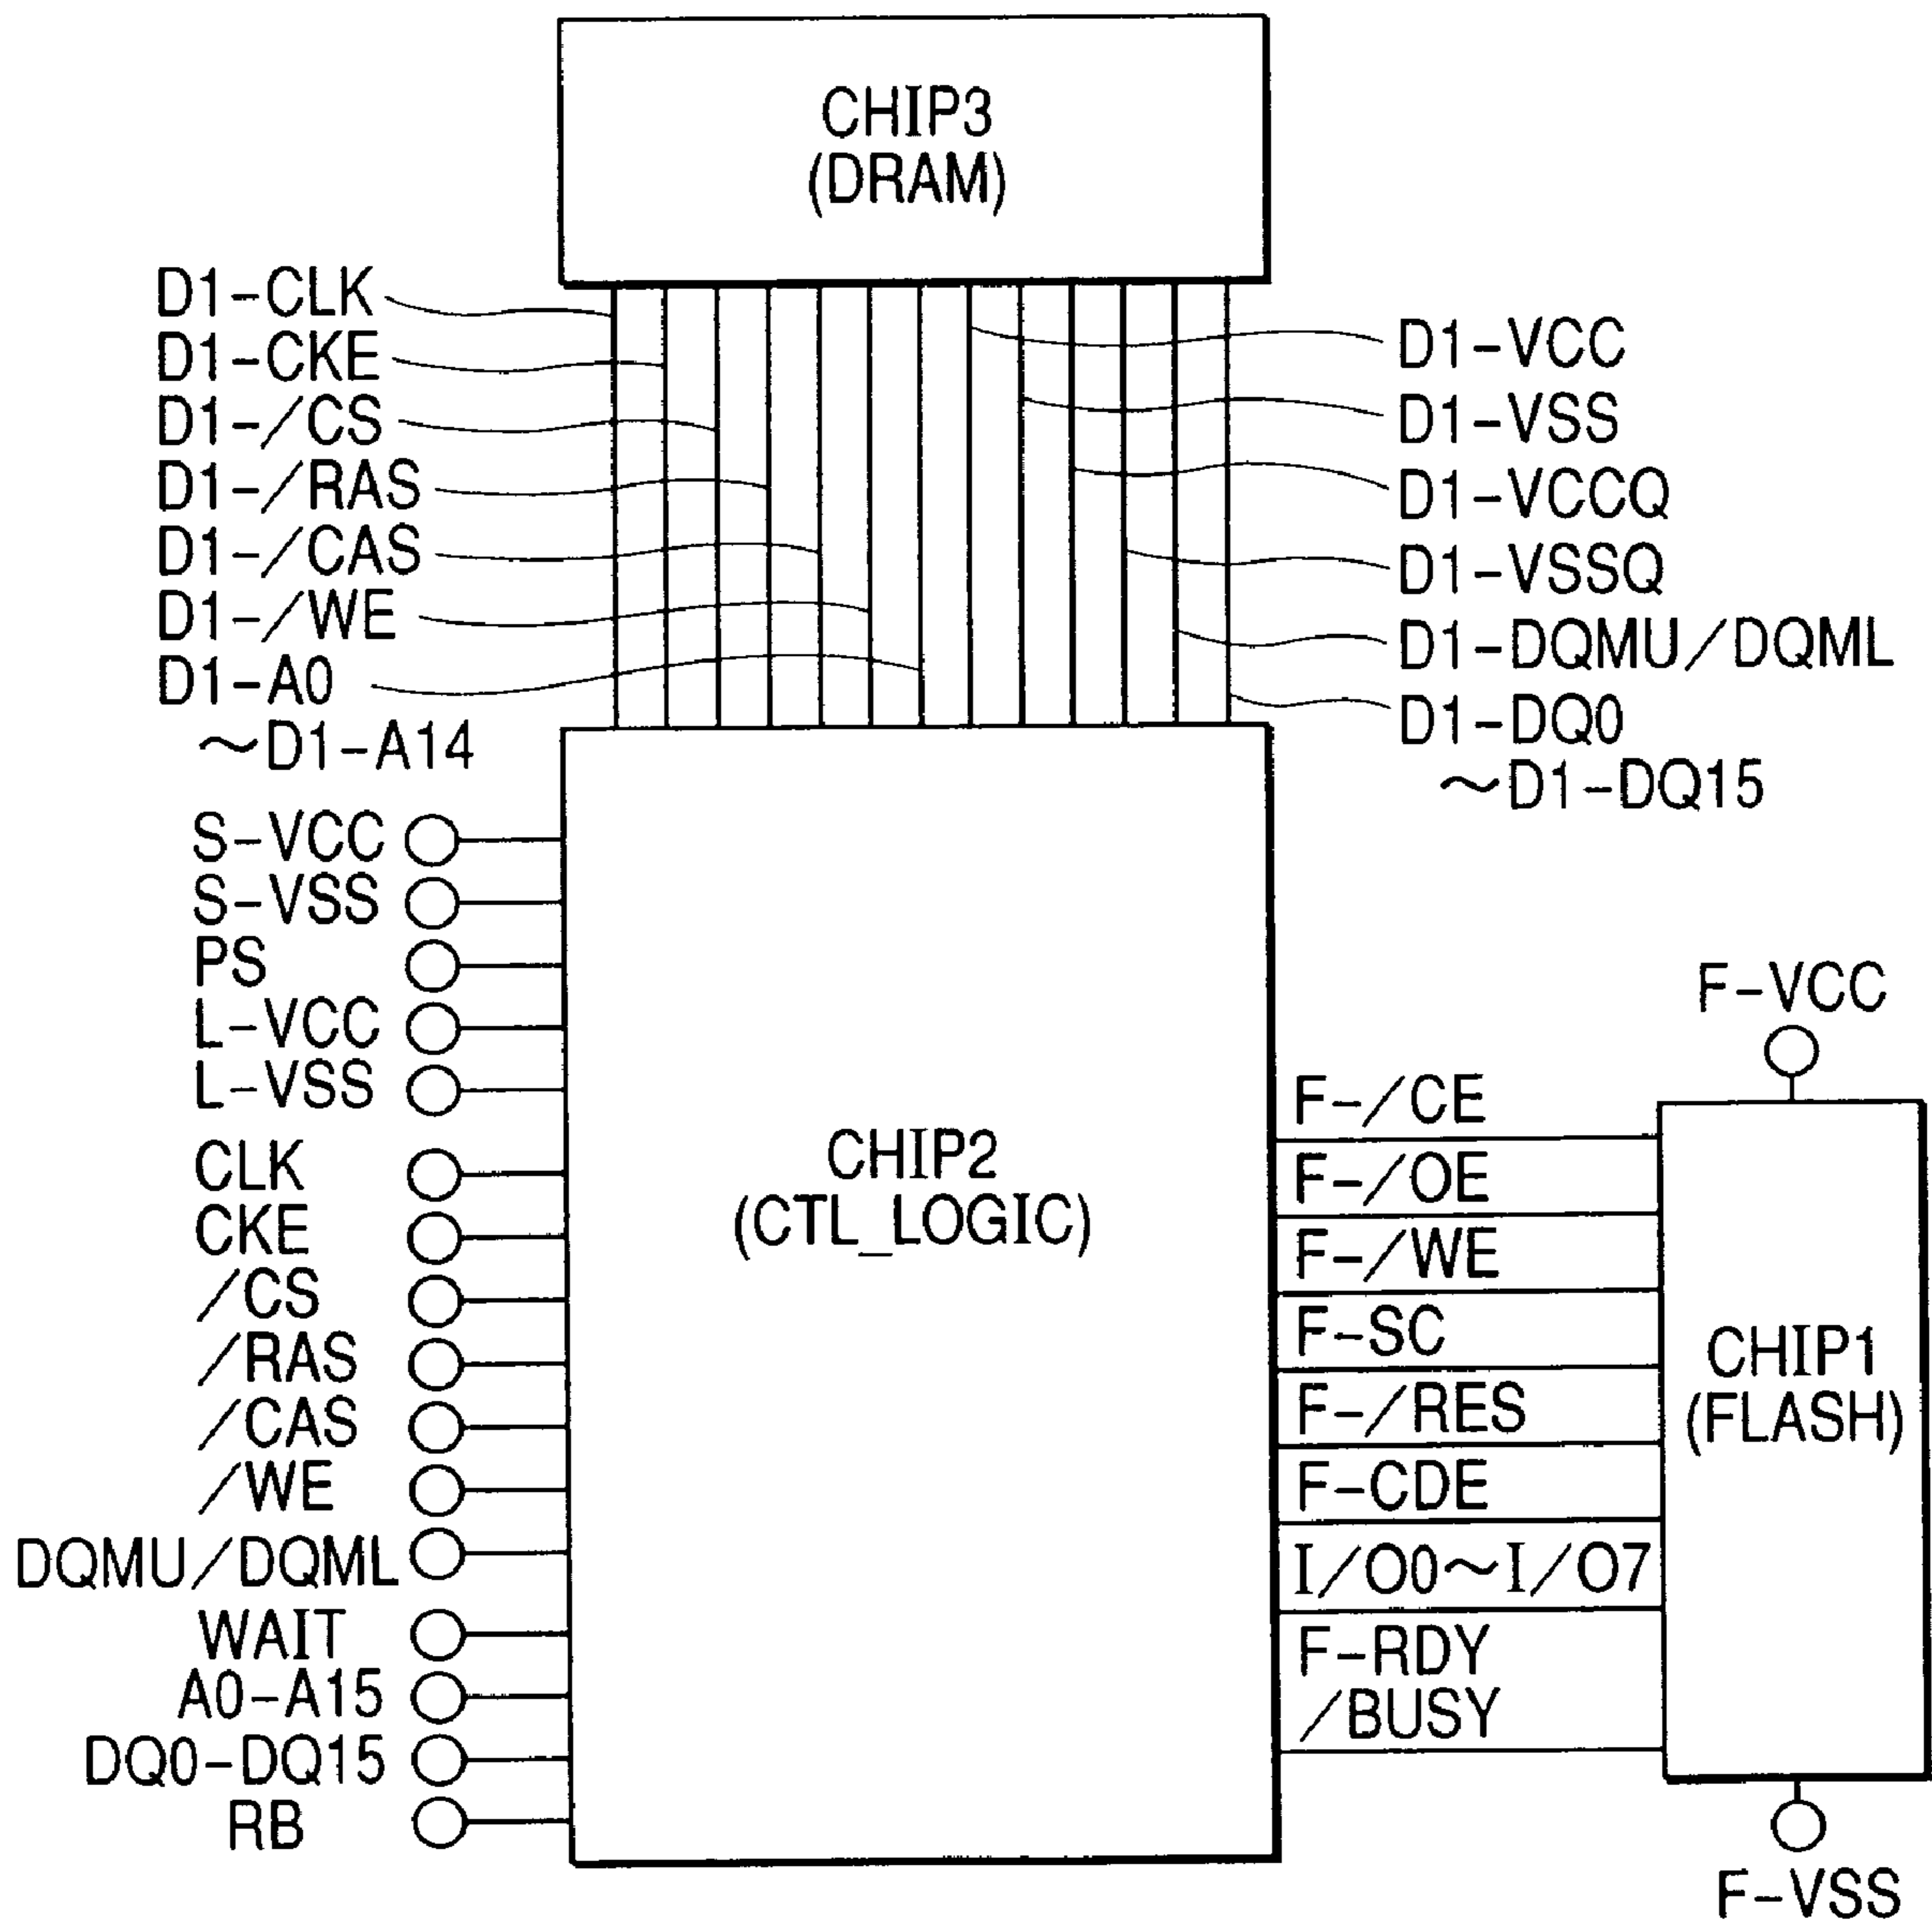 CHIP3
(DRAM)
D1-CLK
D1-CKE
D1-/CS
D1-/RAS
D1-/CAS
D1-/WE
D1-A0
~D1-A14
D1-VCC
D1-VSS
D1-VCCQ
D1-VSSQ
D1-DQMU/DQML
D1-DQ0
~D1-DQ15
S-VCC
S-VSS
PS
L-VCC
L-VSS
CLK
CKE
/CS
/RAS
/CAS
/WE
DQMU/DQML
WAIT
A0-A15
DQ0-DQ15
RB
CHIP2
(CTL_LOGIC)
F-/CE
F-/OE
F-/WE
F-SC
F-/RES
F-CDE
I/O0~I/O7
F-RDY
/BUSY
F-VCC
CHIP1
(FLASH)
F-VSS